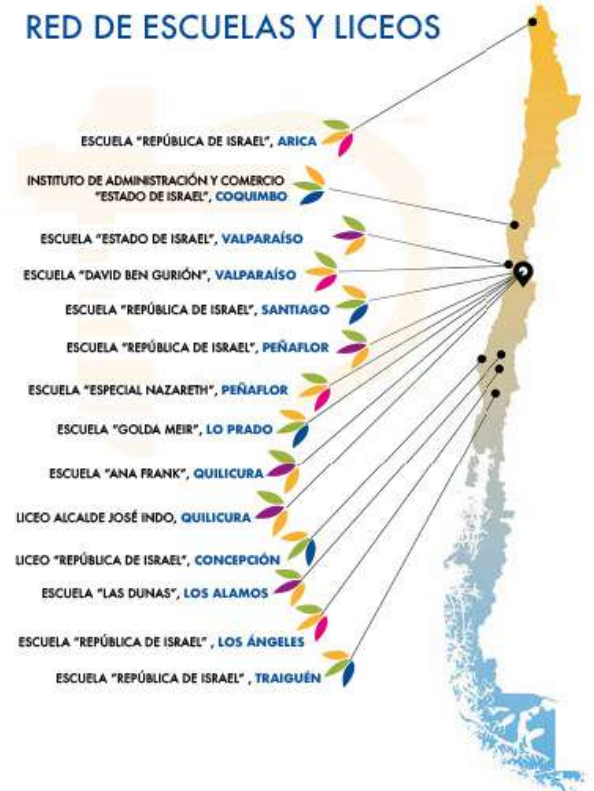 RED DE ESCUELAS Y LICEOS
ESCUELA "REPÚBLICA DE ISRAEL", ARICA
INSTITUTO DE ADMINISTRACIÓN Y COMERCIO
"ESTADO DE ISRAEL", COQUIMBO
ESCUELA "ESTADO DE ISRAEL", VALPARAÍSO
ESCUELA "DAVID BEN GURIÓN", VALPARAÍSO
ESCUELA "REPÚBLICA DE ISRAEL", SANTIAGO
ESCUELA "REPÚBLICA DE ISRAEL", PEÑAFLOR
ESCUELA "ESPECIAL NAZARETH", PEÑAFLOR
ESCUELA "GOLDA MEIR", LO PRADO
ESCUELA "ANA FRANK", QUILICURA
LICEO ALCALDE JOSÉ INDO, QUILICURA
LICEO "REPÚBLICA DE ISRAEL", CONCEPCIÓN
ESCUELA "LAS DUNAS", LOS ALAMOS
ESCUELA "REPÚBLICA DE ISRAEL" , LOS ÁNGELES
ESCUELA "REPÚBLICA DE ISRAEL" , TRAIGUÉN